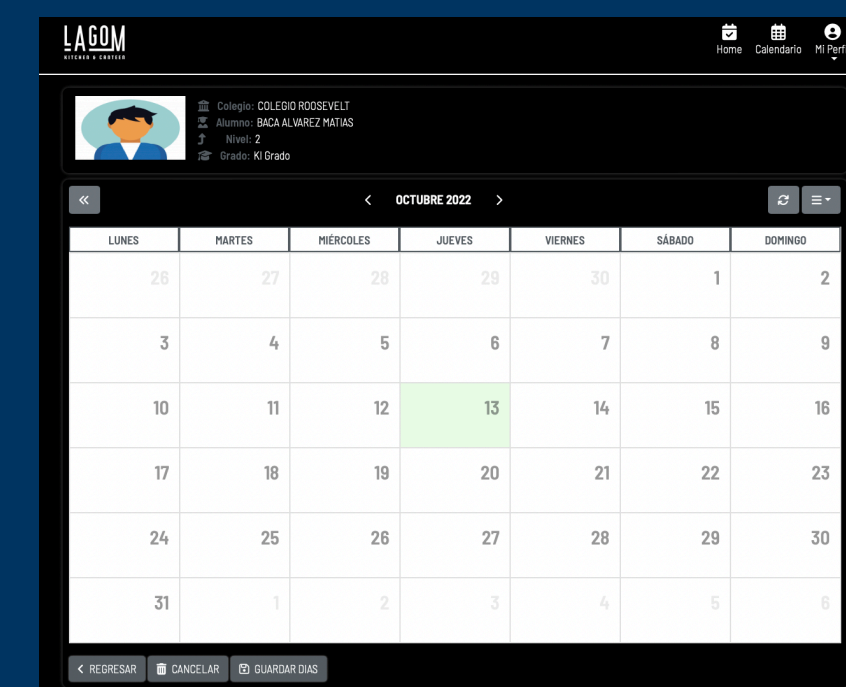 LAGOM
KITCHEN & CANTEEN
Home Calendario Mi Perfi
Colegio: COLEGIO ROOSEVELT
Alumno: BACA ALVAREZ MATIAS
Nivel: 2
Grado: KI Grado
OCTUBRE 2022
LUNES MARTES MIÉRCOLES JUEVES VIERNES SÁBADO DOMINGO
26 27 28 29 30 1 2
3 4 5 6 7 8 9
10 11 12 13 14 15 16
17 18 19 20 21 22 23
24 25 26 27 28 29 30
31 1 2 3 4 5 6
REGRESAR CANCELAR GUARDAR DIAS